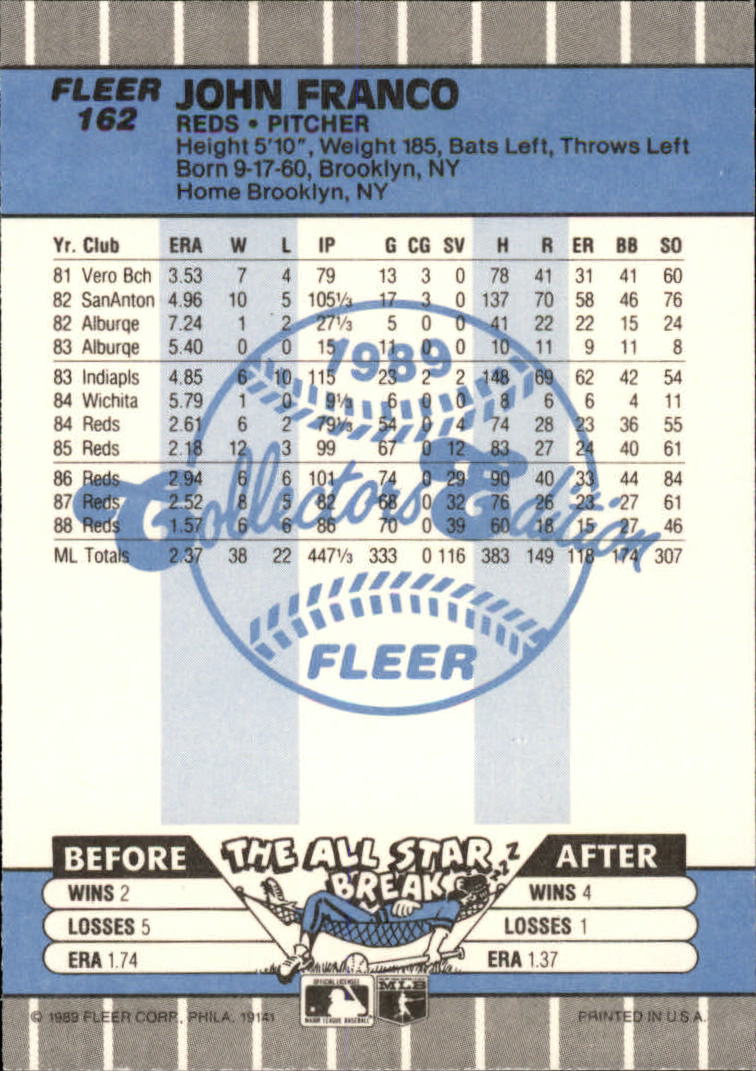 FLEER
162
JOHN FRANCO
REDS • PITCHER
Height 5'10", Weight 185, Bats Left, Throws Left
Born 9-17-60, Brooklyn, NY
Home Brooklyn, NY
Yr. Club ERA W L IP G CG SV H R ER BB SO
81 Vero Bch 3.53 7 4 79 13 3 0 78 41 31 41 60
82 SanAnton 4.96 10 5 105⅓ 17 3 0 137 70 58 46 76
82 Alburqe 7.24 1 2 27⅓ 5 0 0 41 22 22 15 24
83 Alburqe 5.40 0 0 15 11 0 0 10 11 9 11 8
83 Indiapls 4.85 6 10 115 23 2 2 148 69 62 42 54
84 Wichita 5.79 1 0 9⅓ 6 0 0 8 6 6 4 11
84 Reds 2.61 6 2 79⅓ 54 0 4 74 28 23 36 55
85 Reds 2.18 12 3 99 67 0 12 83 27 24 40 61
86 Reds 2.94 6 6 101 74 0 29 90 40 33 44 84
87 Reds 2.52 8 5 82 68 0 32 76 26 23 27 61
88 Reds 1.57 6 6 86 70 0 39 60 18 15 27 46
ML Totals 2.37 38 22 447⅓ 333 0 116 383 149 118 174 307
1989
Collectors Edition
FLEER
BEFORE
THE ALL STAR
BREAK
ZZZ
AFTER
WINS 2
WINS 4
LOSSES 5
LOSSES 1
ERA 1.74
ERA 1.37
OFFICIAL LICENSEE
MAJOR LEAGUE BASEBALL
MLB
© 1989 FLEER CORP., PHILA. 19141
PRINTED IN U.S.A.